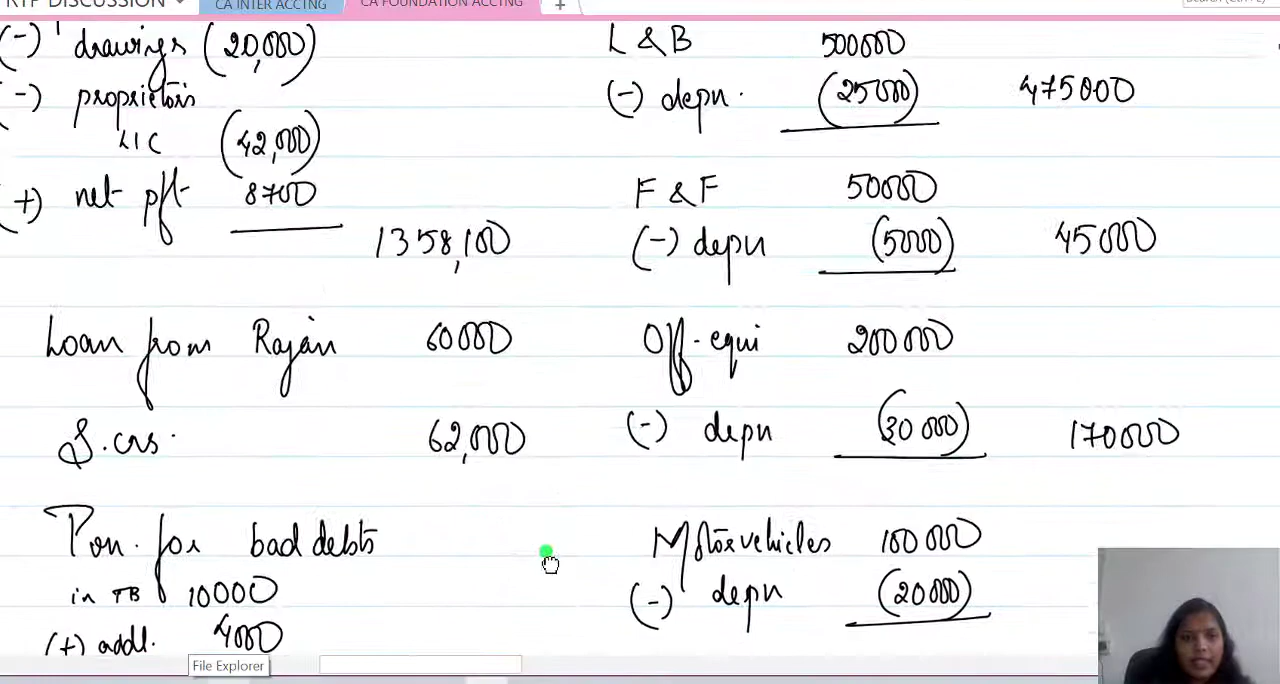 RTP DISCUSSION
CA INTER ACCTNG
CA FOUNDATION ACCTNG
+
(-) drawings (20,000)
(-) proprietor's
LIC (42,000)
(+) net pft 8700
1358,100
Loan from Rajan 60000
S. crs. 62,000
Pvn. for bad debts
in TB 10000
(+) addl. 4000
L & B 500000
(-) depn. (25000) 475000
F & F 50000
(-) depn (5000) 45000
Off. equi 200000
(-) depn (30000) 170000
Motor vehicles 100000
(-) depn (20000)
File Explorer